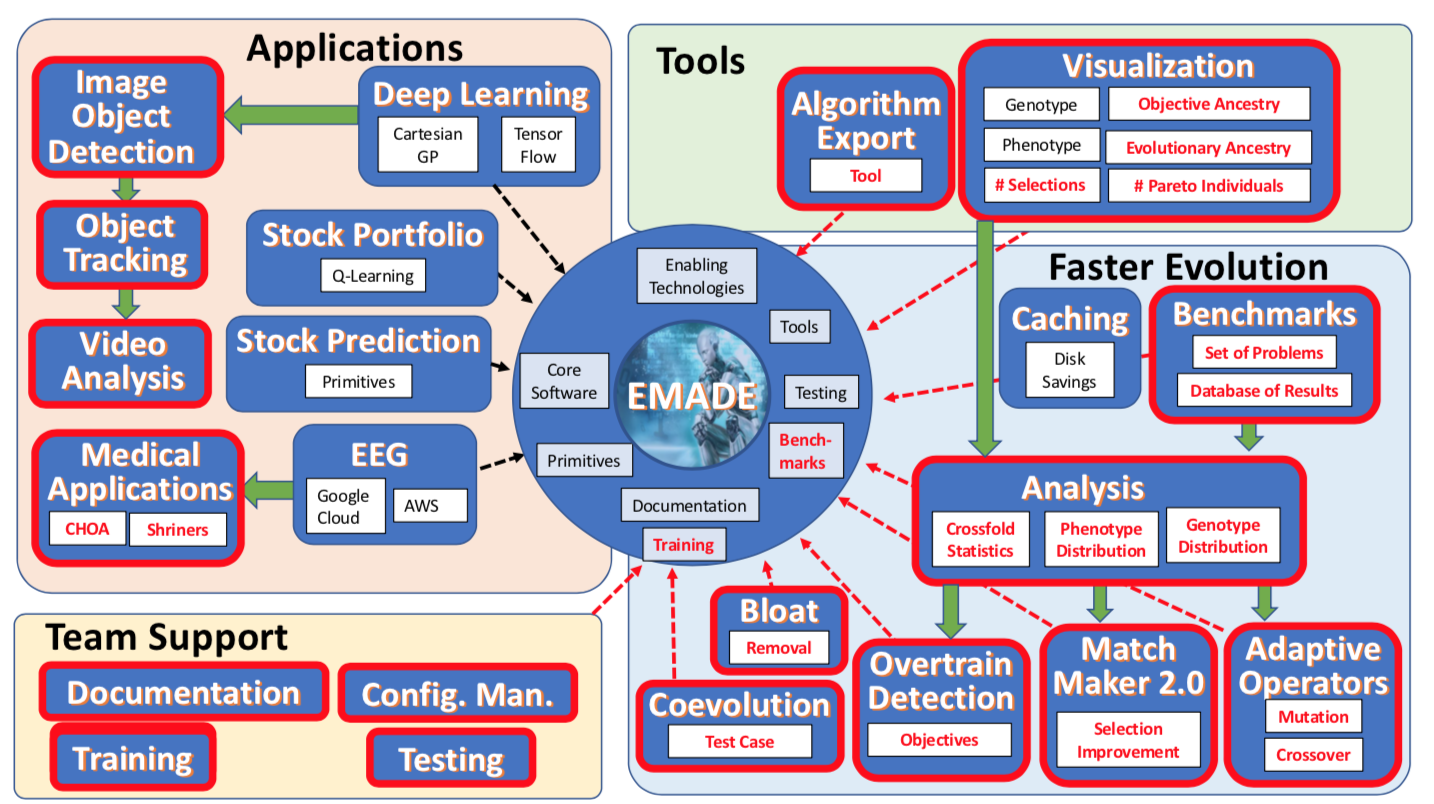 Applications
Image
Object
Detection
Deep Learning
Cartesian
GP
Tensor
Flow
Object
Tracking
Stock Portfolio
Q-Learning
Video
Analysis
Stock Prediction
Primitives
Medical
Applications
CHOA
Shriners
EEG
Google
Cloud
AWS
Tools
Algorithm
Export
Tool
Visualization
Genotype
Objective Ancestry
Phenotype
Evolutionary Ancestry
# Selections
# Pareto Individuals
Enabling
Technologies
Tools
Core
Software
EMADE
Testing
Bench-
marks
Primitives
Documentation
Training
Faster Evolution
Caching
Disk
Savings
Benchmarks
Set of Problems
Database of Results
Analysis
Crossfold
Statistics
Phenotype
Distribution
Genotype
Distribution
Bloat
Removal
Coevolution
Test Case
Overtrain
Detection
Objectives
Match
Maker 2.0
Selection
Improvement
Adaptive
Operators
Mutation
Crossover
Team Support
Documentation
Config. Man.
Training
Testing